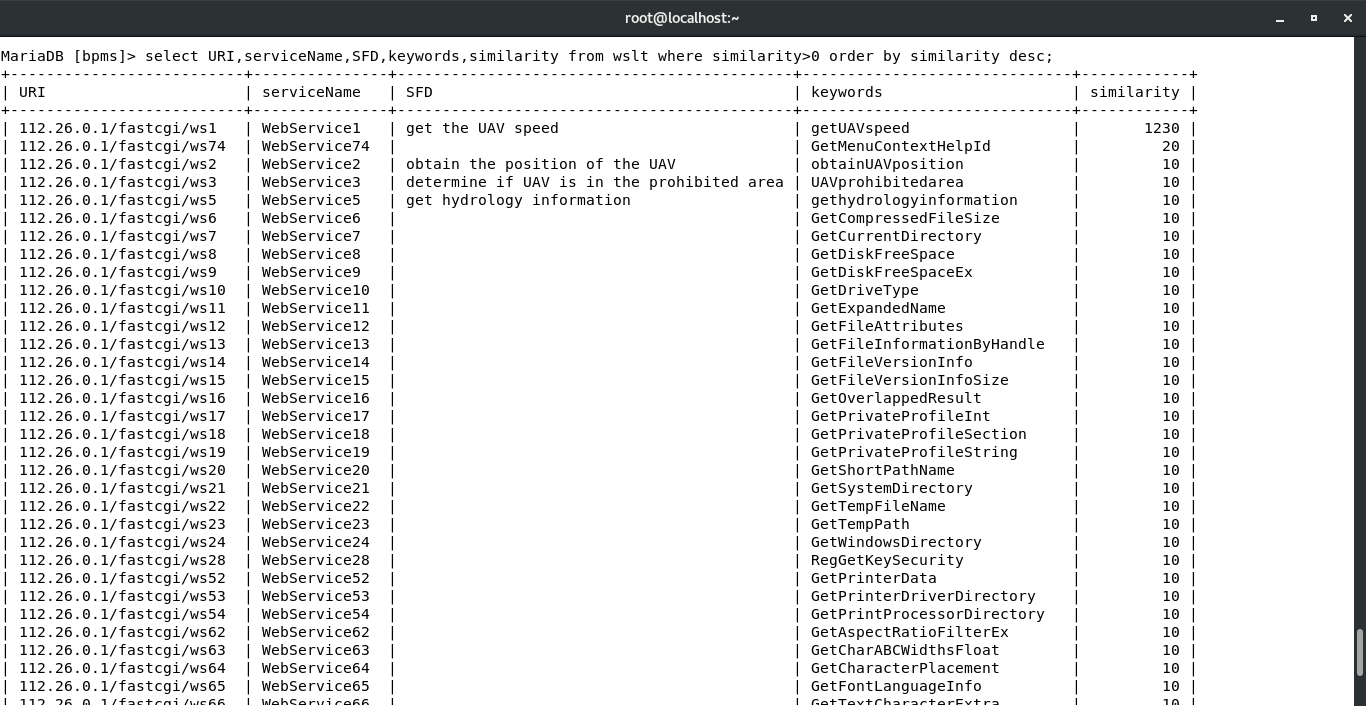 root@localhost:~
MariaDB [bpms]> select URI,serviceName,SFD,keywords,similarity from wslt where similarity>0 order by similarity desc;
+--------------------------+---------------+--------------------------------------------+------------------------------+------------+
| URI                      | serviceName   | SFD                                        | keywords                     | similarity |
+--------------------------+---------------+--------------------------------------------+------------------------------+------------+
| 112.26.0.1/fastcgi/ws1   | WebService1   | get the UAV speed                          | getUAVspeed                  |       1230 |
| 112.26.0.1/fastcgi/ws74  | WebService74  |                                            | GetMenuContextHelpId         |         20 |
| 112.26.0.1/fastcgi/ws2   | WebService2   | obtain the position of the UAV             | obtainUAVposition            |         10 |
| 112.26.0.1/fastcgi/ws3   | WebService3   | determine if UAV is in the prohibited area | UAVprohibitedarea            |         10 |
| 112.26.0.1/fastcgi/ws5   | WebService5   | get hydrology information                  | gethydrologyinformation      |         10 |
| 112.26.0.1/fastcgi/ws6   | WebService6   |                                            | GetCompressedFileSize        |         10 |
| 112.26.0.1/fastcgi/ws7   | WebService7   |                                            | GetCurrentDirectory          |         10 |
| 112.26.0.1/fastcgi/ws8   | WebService8   |                                            | GetDiskFreeSpace             |         10 |
| 112.26.0.1/fastcgi/ws9   | WebService9   |                                            | GetDiskFreeSpaceEx           |         10 |
| 112.26.0.1/fastcgi/ws10  | WebService10  |                                            | GetDriveType                 |         10 |
| 112.26.0.1/fastcgi/ws11  | WebService11  |                                            | GetExpandedName              |         10 |
| 112.26.0.1/fastcgi/ws12  | WebService12  |                                            | GetFileAttributes            |         10 |
| 112.26.0.1/fastcgi/ws13  | WebService13  |                                            | GetFileInformationByHandle   |         10 |
| 112.26.0.1/fastcgi/ws14  | WebService14  |                                            | GetFileVersionInfo           |         10 |
| 112.26.0.1/fastcgi/ws15  | WebService15  |                                            | GetFileVersionInfoSize       |         10 |
| 112.26.0.1/fastcgi/ws16  | WebService16  |                                            | GetOverlappedResult          |         10 |
| 112.26.0.1/fastcgi/ws17  | WebService17  |                                            | GetPrivateProfileInt         |         10 |
| 112.26.0.1/fastcgi/ws18  | WebService18  |                                            | GetPrivateProfileSection     |         10 |
| 112.26.0.1/fastcgi/ws19  | WebService19  |                                            | GetPrivateProfileString      |         10 |
| 112.26.0.1/fastcgi/ws20  | WebService20  |                                            | GetShortPathName             |         10 |
| 112.26.0.1/fastcgi/ws21  | WebService21  |                                            | GetSystemDirectory           |         10 |
| 112.26.0.1/fastcgi/ws22  | WebService22  |                                            | GetTempFileName              |         10 |
| 112.26.0.1/fastcgi/ws23  | WebService23  |                                            | GetTempPath                  |         10 |
| 112.26.0.1/fastcgi/ws24  | WebService24  |                                            | GetWindowsDirectory          |         10 |
| 112.26.0.1/fastcgi/ws28  | WebService28  |                                            | RegGetKeySecurity            |         10 |
| 112.26.0.1/fastcgi/ws52  | WebService52  |                                            | GetPrinterData               |         10 |
| 112.26.0.1/fastcgi/ws53  | WebService53  |                                            | GetPrinterDriverDirectory    |         10 |
| 112.26.0.1/fastcgi/ws54  | WebService54  |                                            | GetPrintProcessorDirectory   |         10 |
| 112.26.0.1/fastcgi/ws62  | WebService62  |                                            | GetAspectRatioFilterEx       |         10 |
| 112.26.0.1/fastcgi/ws63  | WebService63  |                                            | GetCharABCWidthsFloat        |         10 |
| 112.26.0.1/fastcgi/ws64  | WebService64  |                                            | GetCharacterPlacement        |         10 |
| 112.26.0.1/fastcgi/ws65  | WebService65  |                                            | GetFontLanguageInfo          |         10 |
| 112.26.0.1/fastcgi/ws66  | WebService66  |                                            | GetTextCharacterExtra        |         10 |